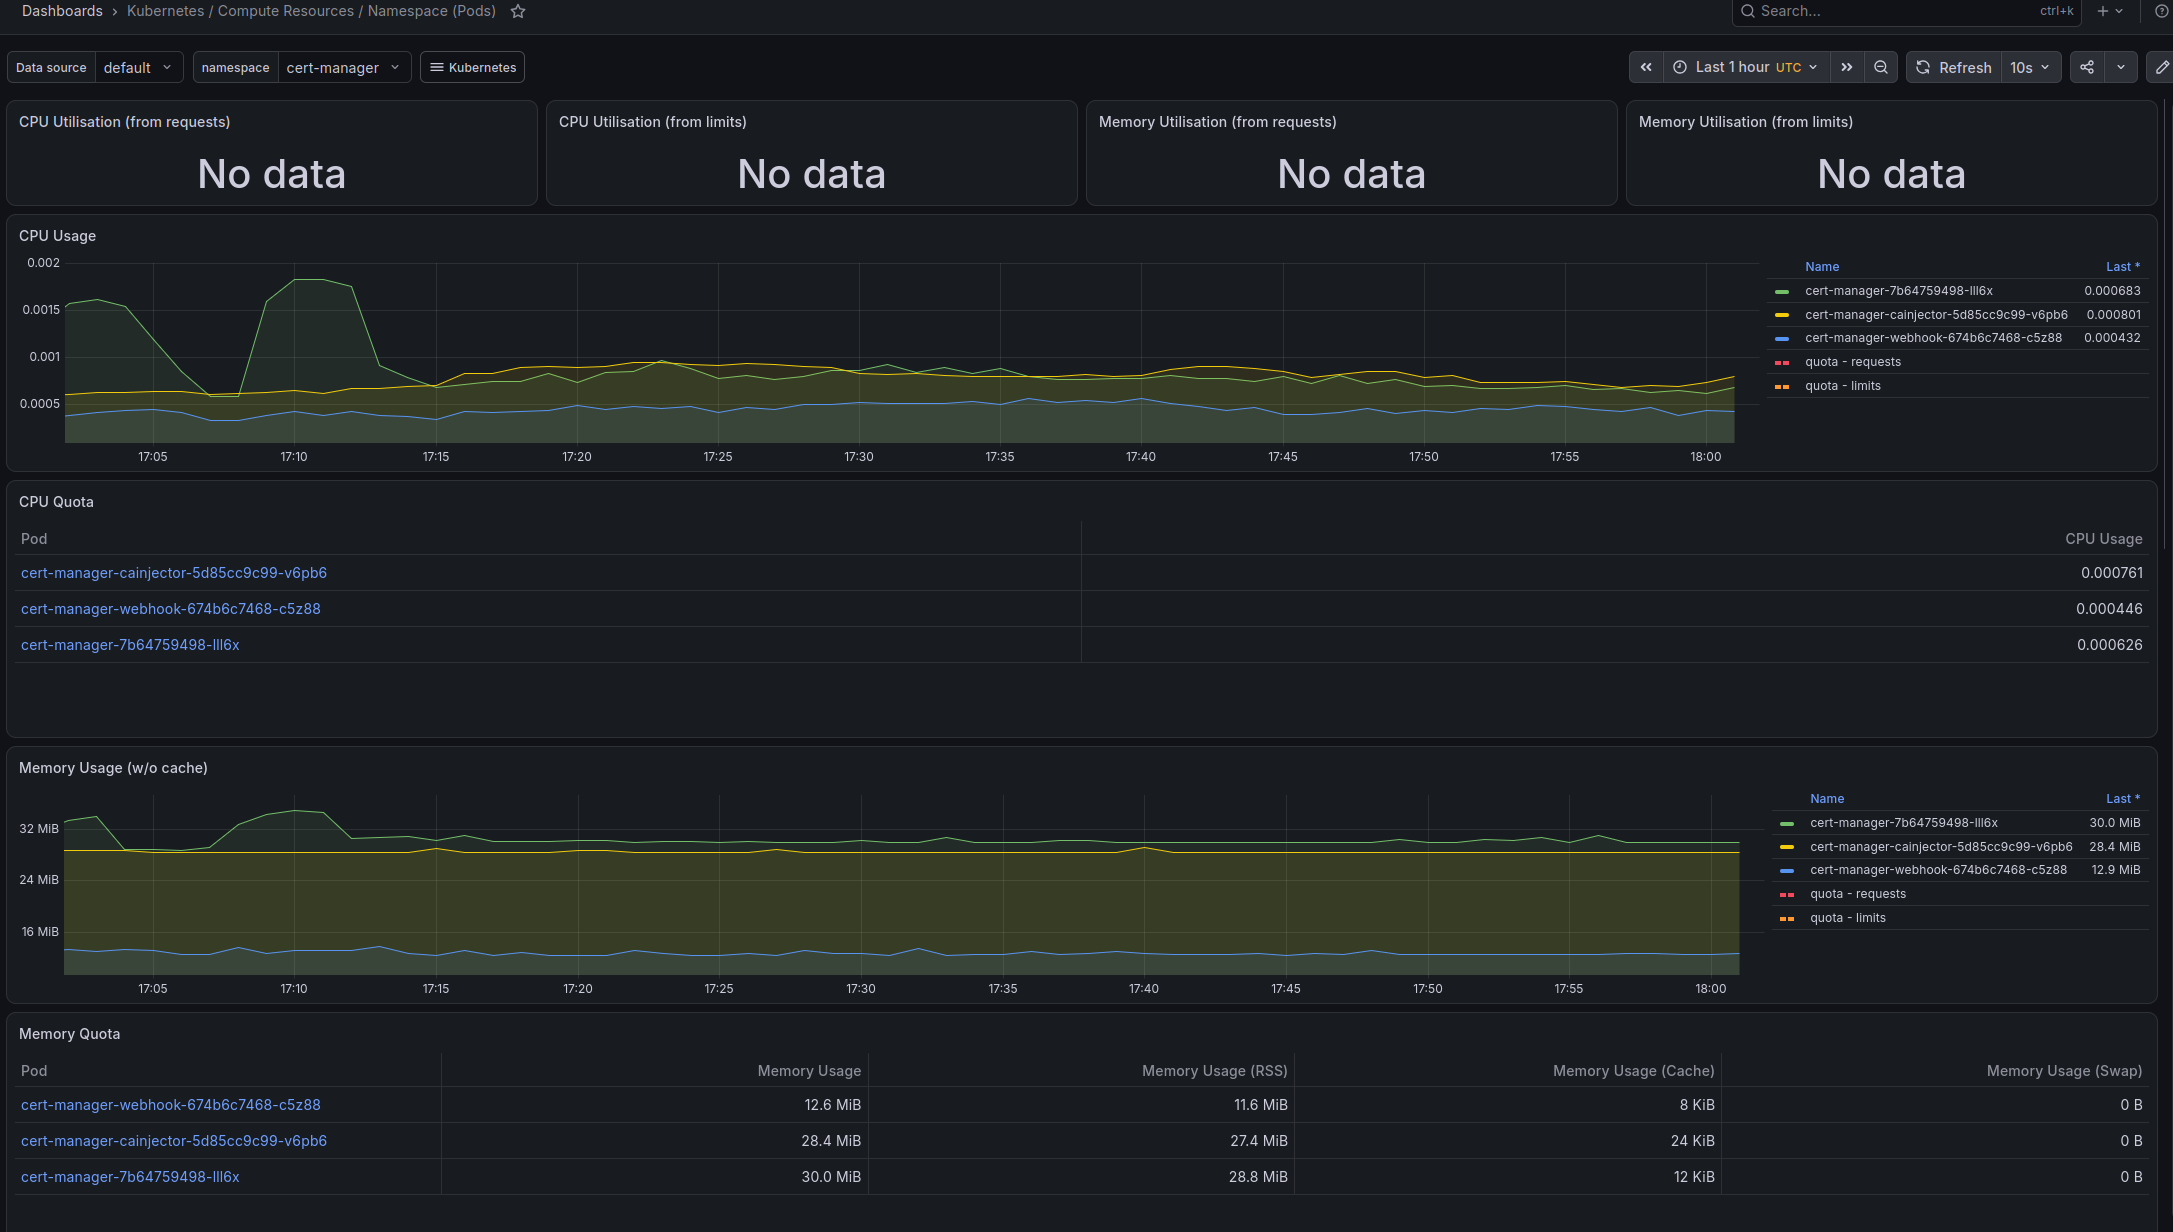 Dashboards › Kubernetes / Compute Resources / Namespace (Pods)
Search... ctrl+k
Data source default namespace cert-manager Kubernetes
Last 1 hour UTC Refresh 10s
CPU Utilisation (from requests) CPU Utilisation (from limits) Memory Utilisation (from requests) Memory Utilisation (from limits)
No data No data No data No data
CPU Usage
0.002
0.0015
0.001
0.0005
17:05 17:10 17:15 17:20 17:25 17:30 17:35 17:40 17:45 17:50 17:55 18:00
Name Last *
cert-manager-7b64759498-lll6x 0.000683
cert-manager-cainjector-5d85cc9c99-v6pb6 0.000801
cert-manager-webhook-674b6c7468-c5z88 0.000432
quota - requests
quota - limits
CPU Quota
Pod CPU Usage
cert-manager-cainjector-5d85cc9c99-v6pb6 0.000761
cert-manager-webhook-674b6c7468-c5z88 0.000446
cert-manager-7b64759498-lll6x 0.000626
Memory Usage (w/o cache)
32 MiB
24 MiB
16 MiB
17:05 17:10 17:15 17:20 17:25 17:30 17:35 17:40 17:45 17:50 17:55 18:00
Name Last *
cert-manager-7b64759498-lll6x 30.0 MiB
cert-manager-cainjector-5d85cc9c99-v6pb6 28.4 MiB
cert-manager-webhook-674b6c7468-c5z88 12.9 MiB
quota - requests
quota - limits
Memory Quota
Pod Memory Usage Memory Usage (RSS) Memory Usage (Cache) Memory Usage (Swap)
cert-manager-webhook-674b6c7468-c5z88 12.6 MiB 11.6 MiB 8 KiB 0 B
cert-manager-cainjector-5d85cc9c99-v6pb6 28.4 MiB 27.4 MiB 24 KiB 0 B
cert-manager-7b64759498-lll6x 30.0 MiB 28.8 MiB 12 KiB 0 B